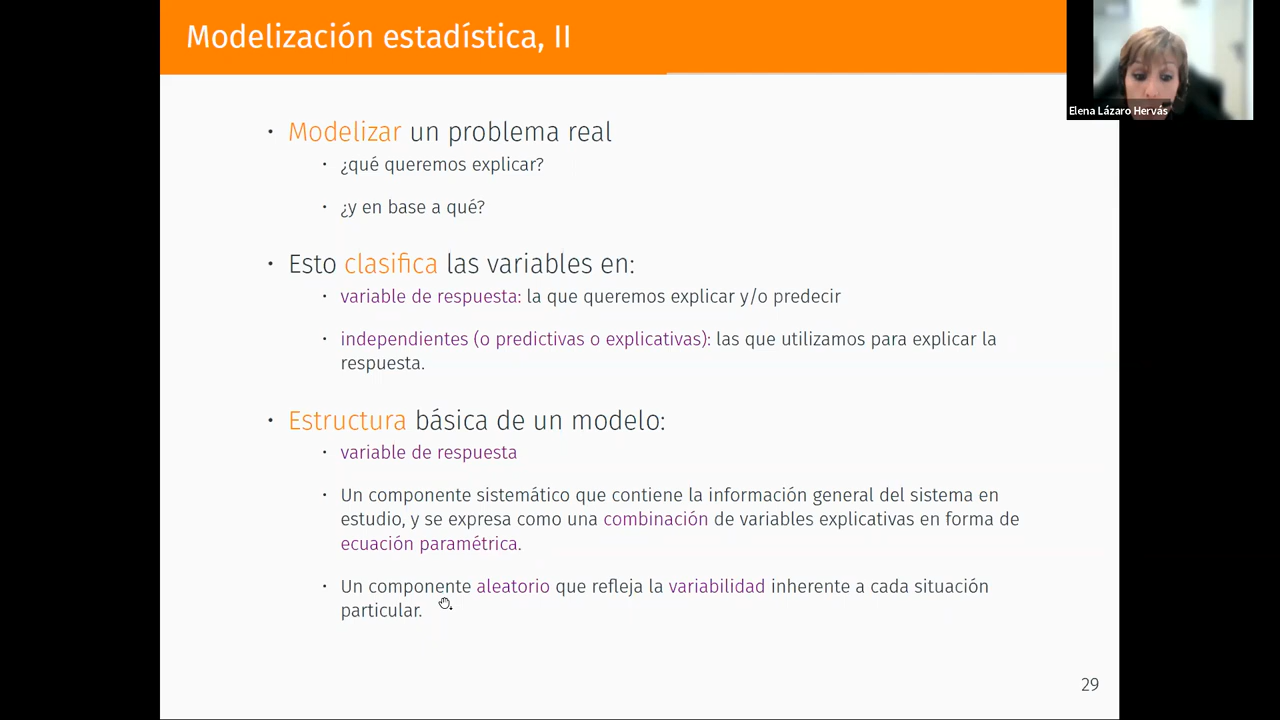 Modelización estadística, II
Elena Lázaro Hervás
• Modelizar un problema real
• ¿qué queremos explicar?
• ¿y en base a qué?
• Esto clasifica las variables en:
• variable de respuesta: la que queremos explicar y/o predecir
• independientes (o predictivas o explicativas): las que utilizamos para explicar la
respuesta.
• Estructura básica de un modelo:
• variable de respuesta
• Un componente sistemático que contiene la información general del sistema en
estudio, y se expresa como una combinación de variables explicativas en forma de
ecuación paramétrica.
• Un componente aleatorio que refleja la variabilidad inherente a cada situación
particular.
29